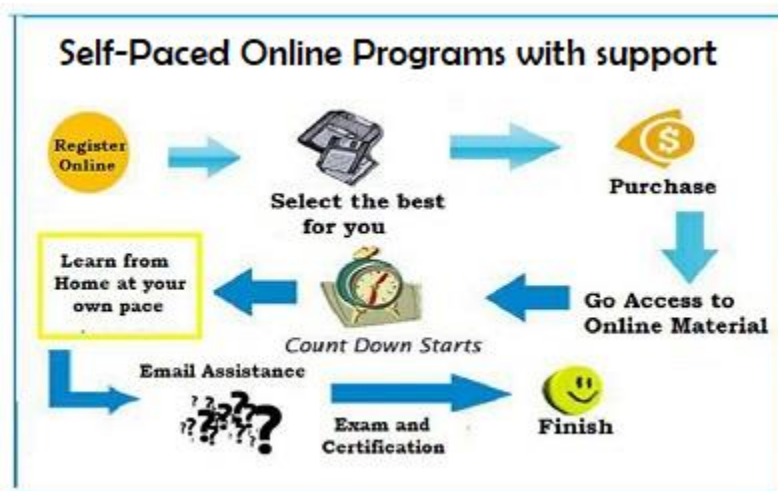 Self-Paced Online Programs with support
Register
Online
Select the best
for you
$
Purchase
Go Access to
Online Material
Count Down Starts
Learn from
Home at your
own pace
Email Assistance
? ? ? ? ? ? ? ? ? ?
Exam and
Certification
Finish